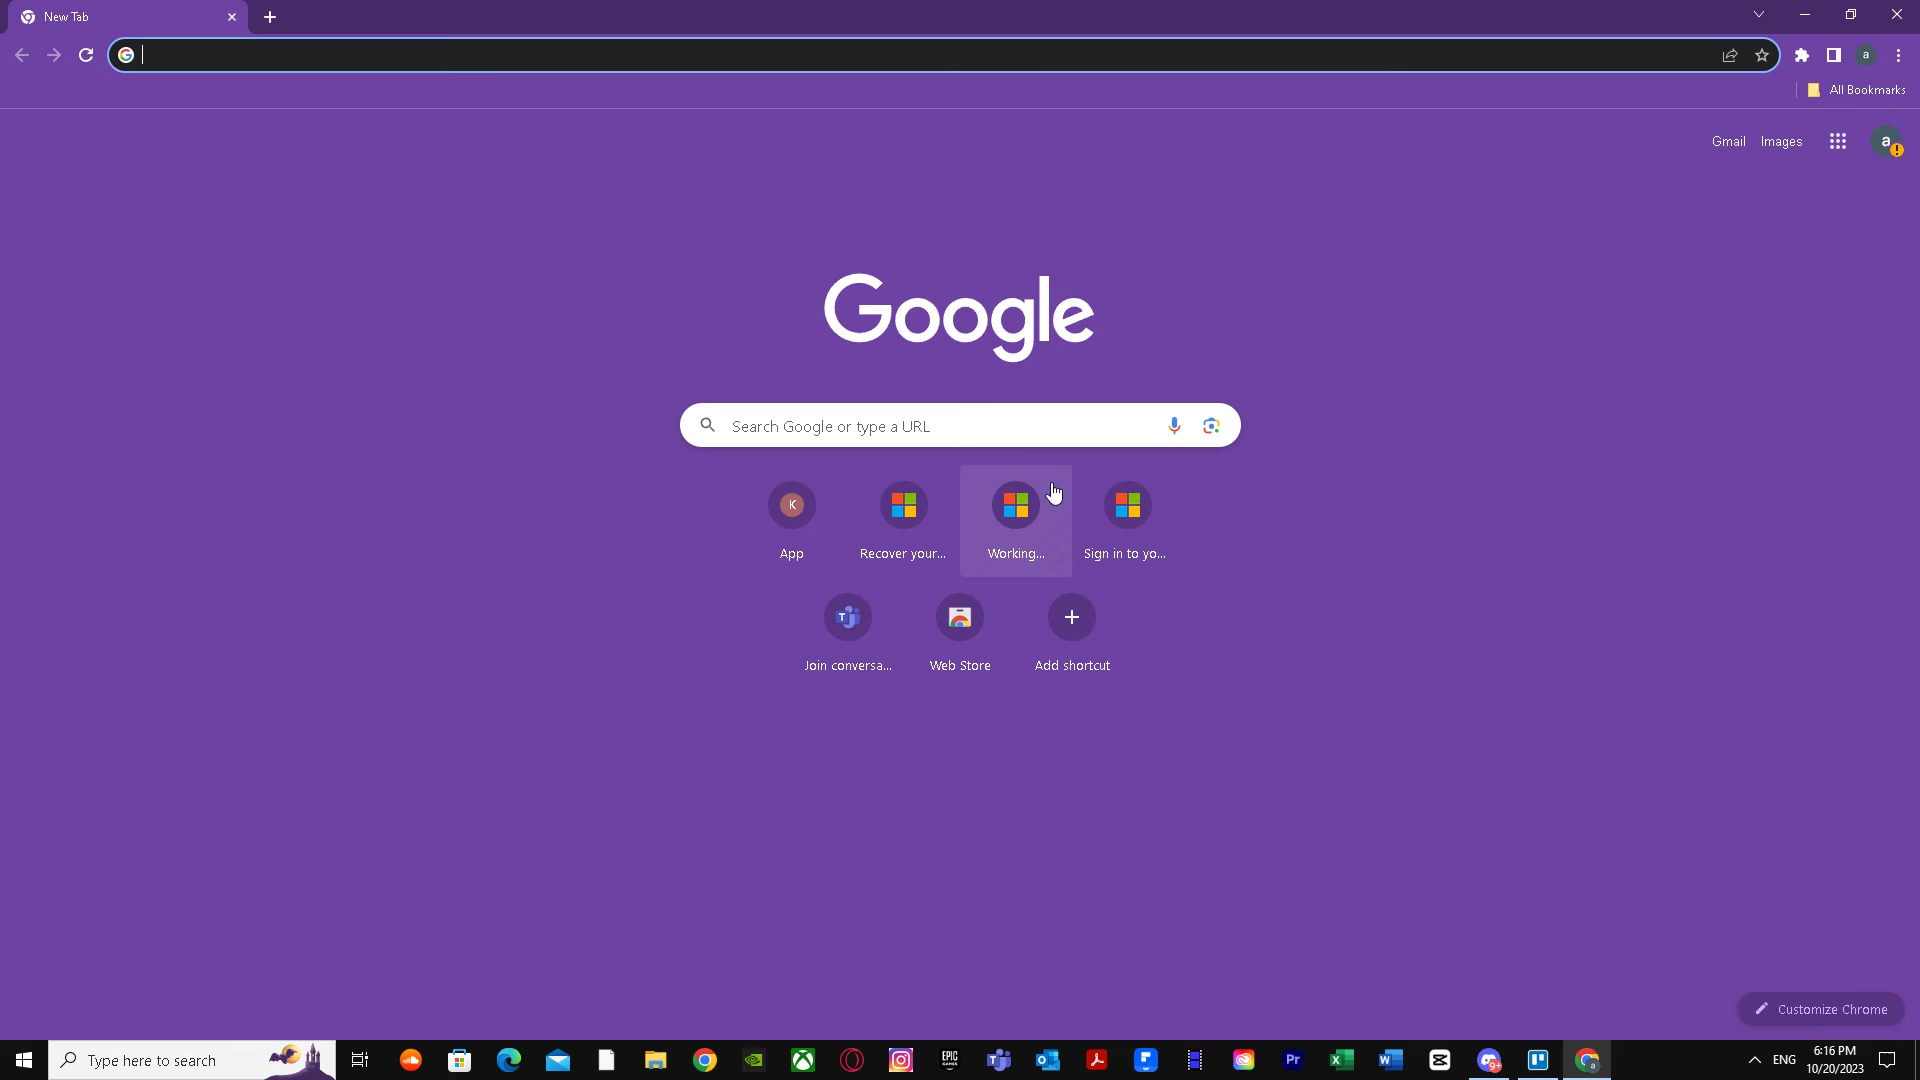 New Tab
All Bookmarks
Gmail Images
a
Google
Search Google or type a URL
K
App
Recover your...
Working...
Sign in to yo...
Join conversa...
Web Store
Add shortcut
Customize Chrome
Type here to search
ENG
6:16 PM
10/20/2023